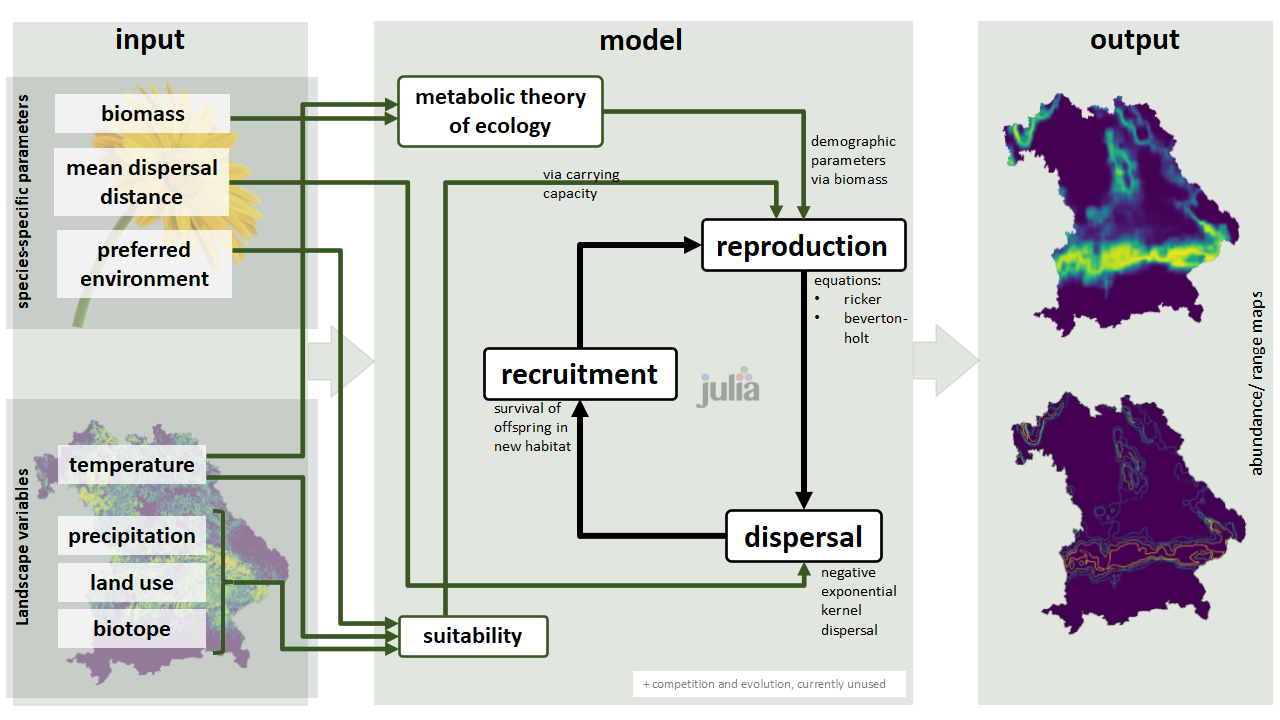 input
species-specific parameters
biomass
mean dispersal
distance
preferred
environment
Landscape variables
temperature
precipitation
land use
biotope
model
metabolic theory
of ecology
demographic
parameters
via biomass
via carrying
capacity
reproduction
equations:
• ricker
• beverton-
holt
recruitment
survival of
offspring in
new habitat
julia
dispersal
negative
exponential
kernel
dispersal
suitability
+ competition and evolution, currently unused
output
abundance/ range maps